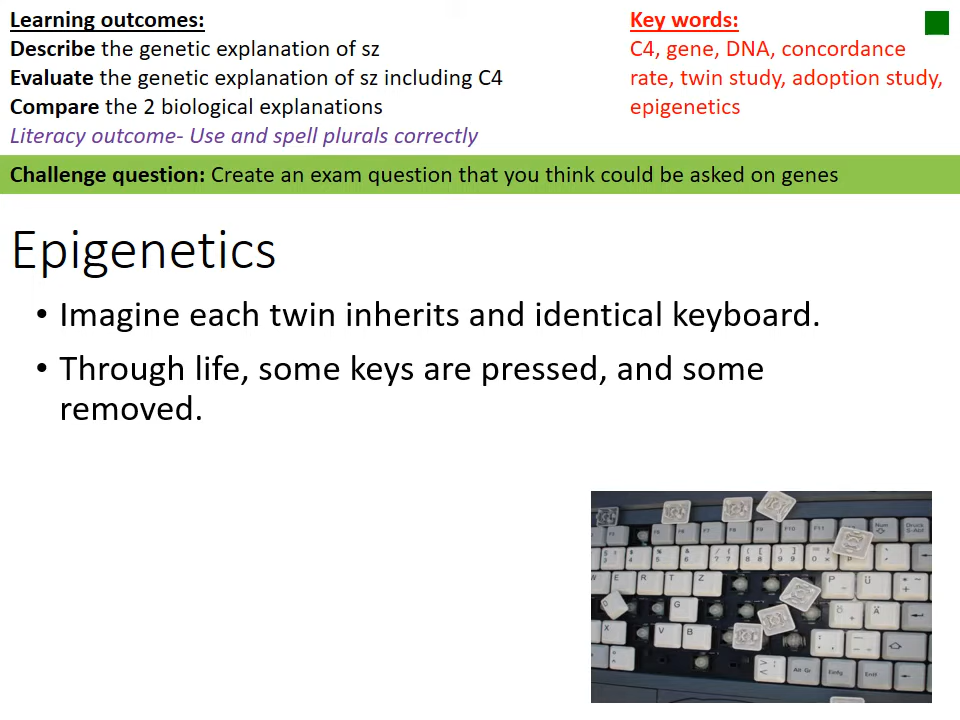 Learning outcomes:
Describe the genetic explanation of sz
Evaluate the genetic explanation of sz including C4
Compare the 2 biological explanations
Literacy outcome- Use and spell plurals correctly
Key words:
C4, gene, DNA, concordance
rate, twin study, adoption study,
epigenetics
Challenge question: Create an exam question that you think could be asked on genes
Epigenetics
• Imagine each twin inherits and identical keyboard.
• Through life, some keys are pressed, and some
removed.